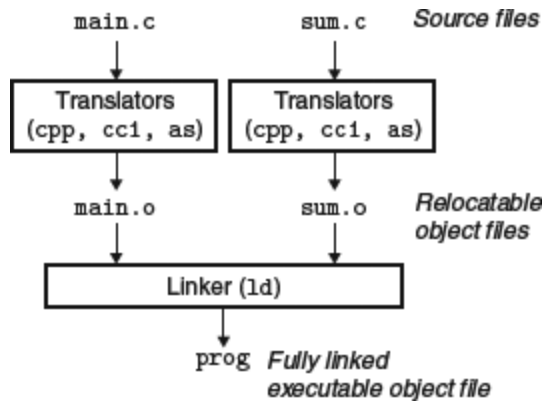 main.c sum.c Source files
Translators Translators
(cpp, cc1, as) (cpp, cc1, as)
main.o sum.o Relocatable
object files
Linker (ld)
prog Fully linked
executable object file